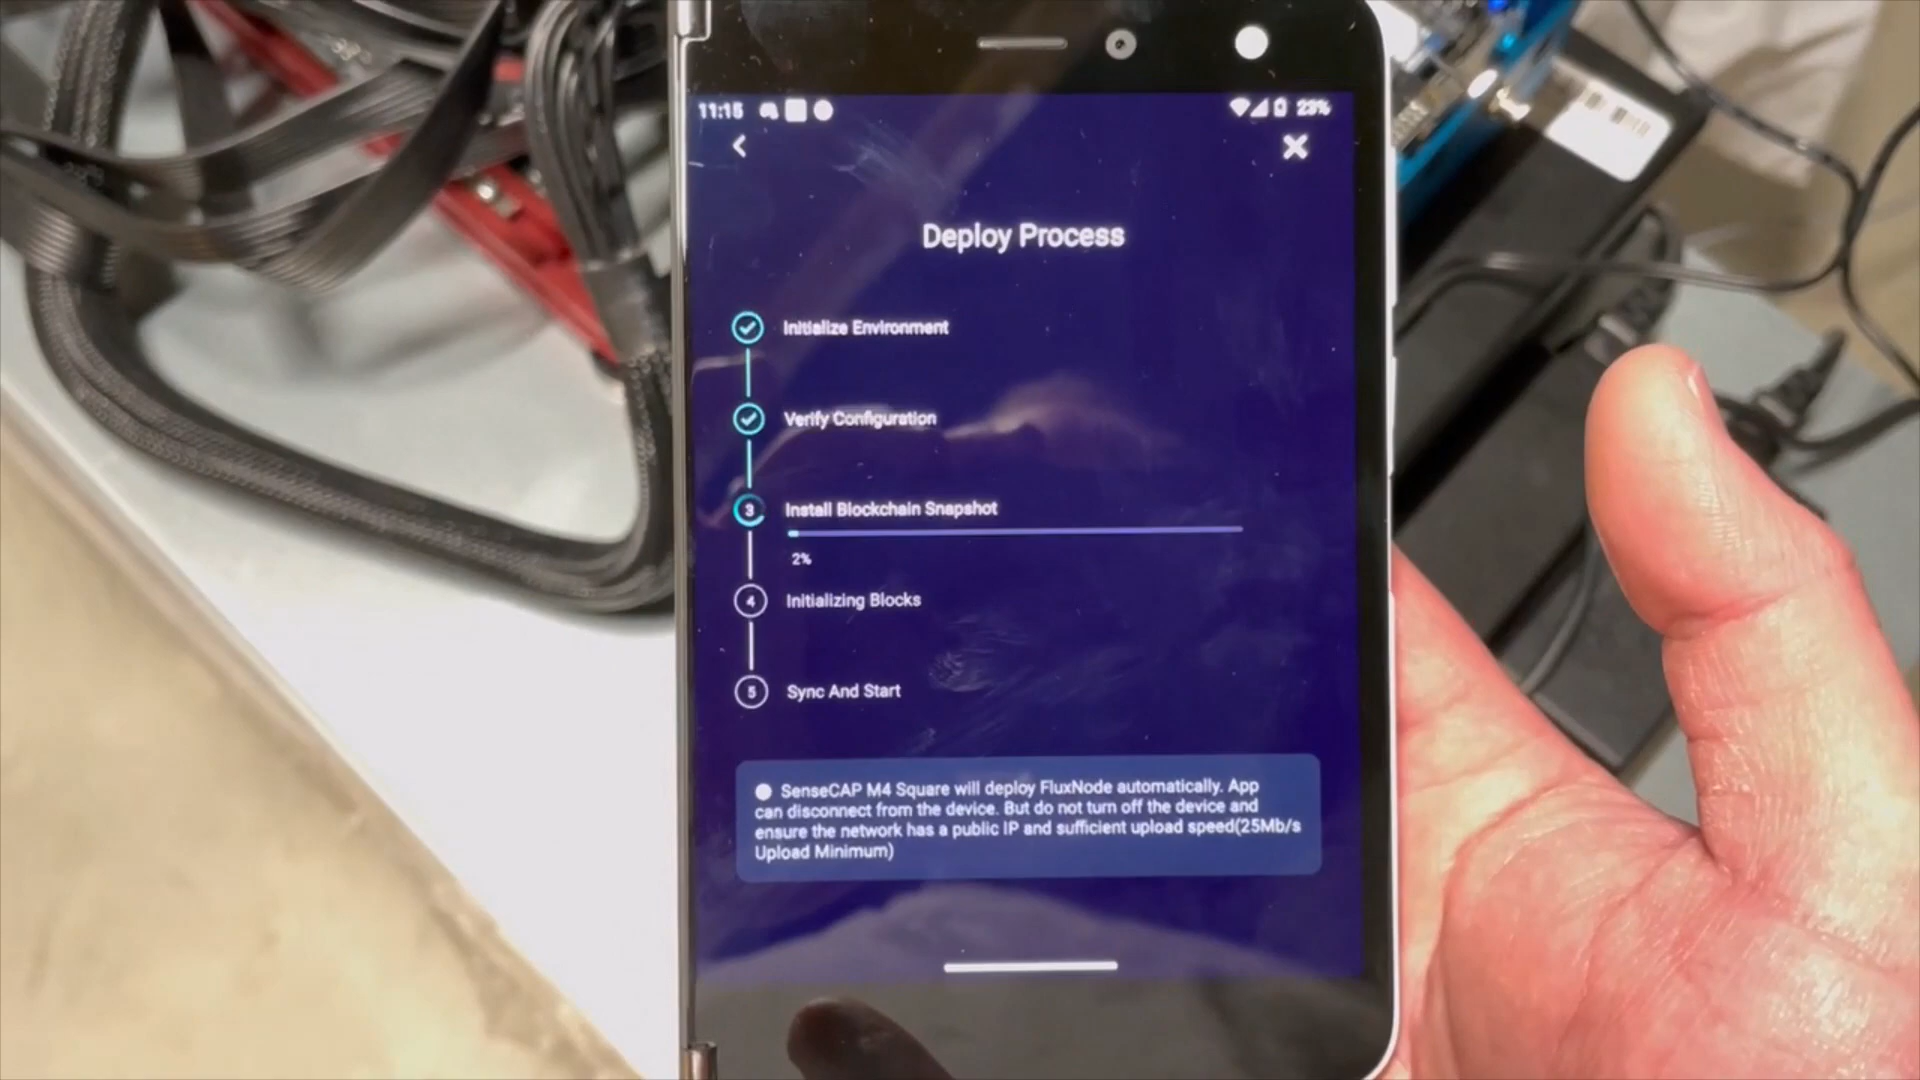 11:15
23%
Deploy Process
Initialize Environment
Verify Configuration
3 Install Blockchain Snapshot
2%
4 Initializing Blocks
5 Sync And Start
SenseCAP M4 Square will deploy FluxNode automatically. App
can disconnect from the device. But do not turn off the device and
ensure the network has a public IP and sufficient upload speed(25Mb/s
Upload Minimum)